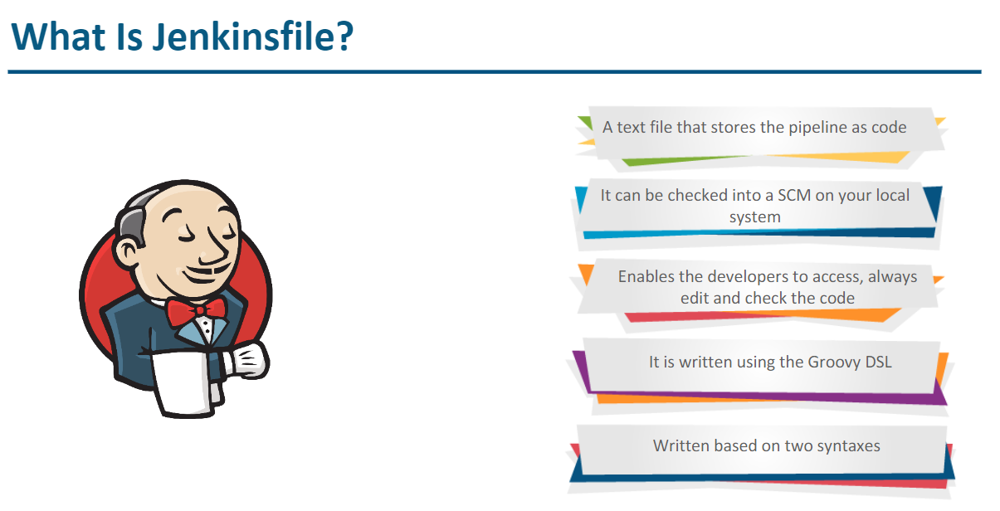 What Is Jenkinsfile?
A text file that stores the pipeline as code
It can be checked into a SCM on your local
system
Enables the developers to access, always
edit and check the code
It is written using the Groovy DSL
Written based on two syntaxes